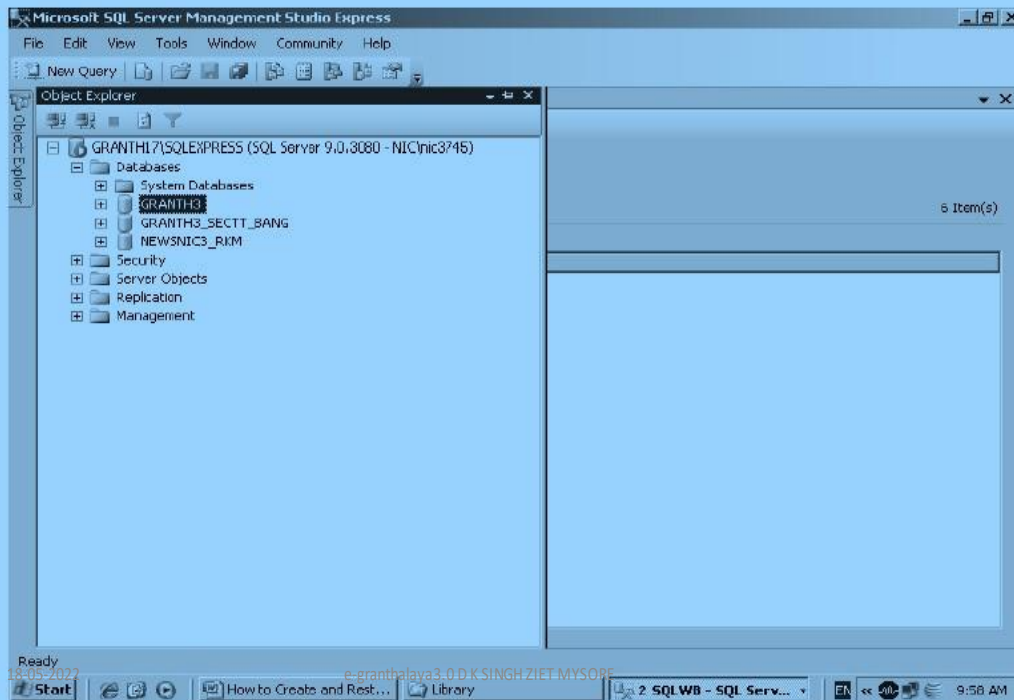 Microsoft SQL Server Management Studio Express
File Edit View Tools Window Community Help
New Query
Object Explorer
Object Explorer
GRANTH17\SQLEXPRESS (SQL Server 9.0.3080 - NIC\nic3745)
Databases
System Databases
GRANTH3
GRANTH3_SECTT_BANG
NEWSNIC3_RKM
Security
Server Objects
Replication
Management
6 Item(s)
Ready
18-05-2022
e-granthalaya3.0 D K SINGH ZIET MYSORE
Start
How to Create and Rest...
Library
2 SQLWB - SQL Serv...
EN
9:58 AM